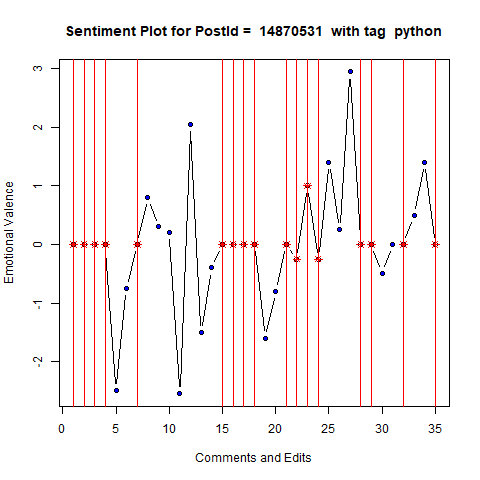 Sentiment Plot for PostId =  14870531  with tag  python
Emotional Valence
3
2
1
0
-1
-2
0 5 10 15 20 25 30 35
Comments and Edits